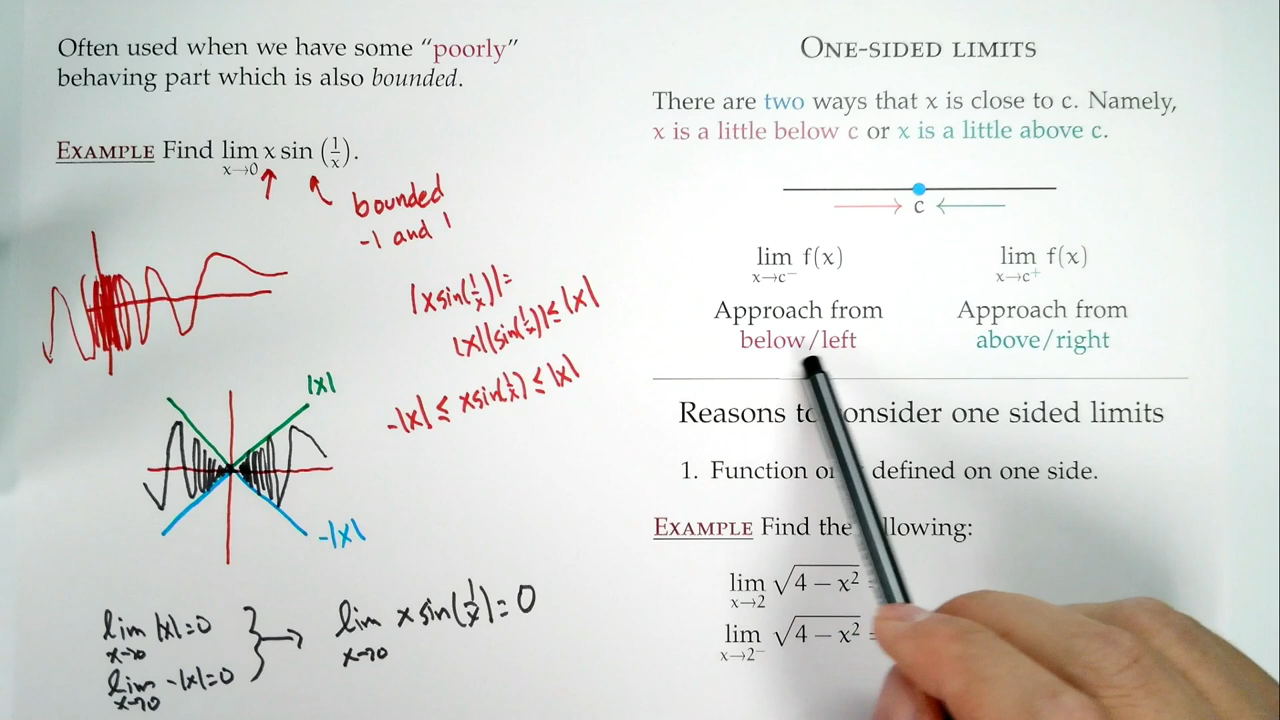 Often used when we have some “poorly”
behaving part which is also bounded.
EXAMPLE Find lim x→0 x sin (1/x).
bounded
-1 and 1
|x sin(1/x)| =
|x||sin(1/x)| ≤ |x|
-|x| ≤ x sin(1/x) ≤ |x|
|x|
-|x|
lim x→0 |x| = 0
lim x→0 -|x| = 0
lim x→0 x sin(1/x) = 0
ONE-SIDED LIMITS
There are two ways that x is close to c. Namely,
x is a little below c or x is a little above c.
c
lim x→c⁻ f(x)
Approach from
below/left
lim x→c⁺ f(x)
Approach from
above/right
Reasons to consider one sided limits
1. Function defined on one side.
EXAMPLE Find the following:
lim x→2 √4 − x² =
lim x→2⁻ √4 − x² =